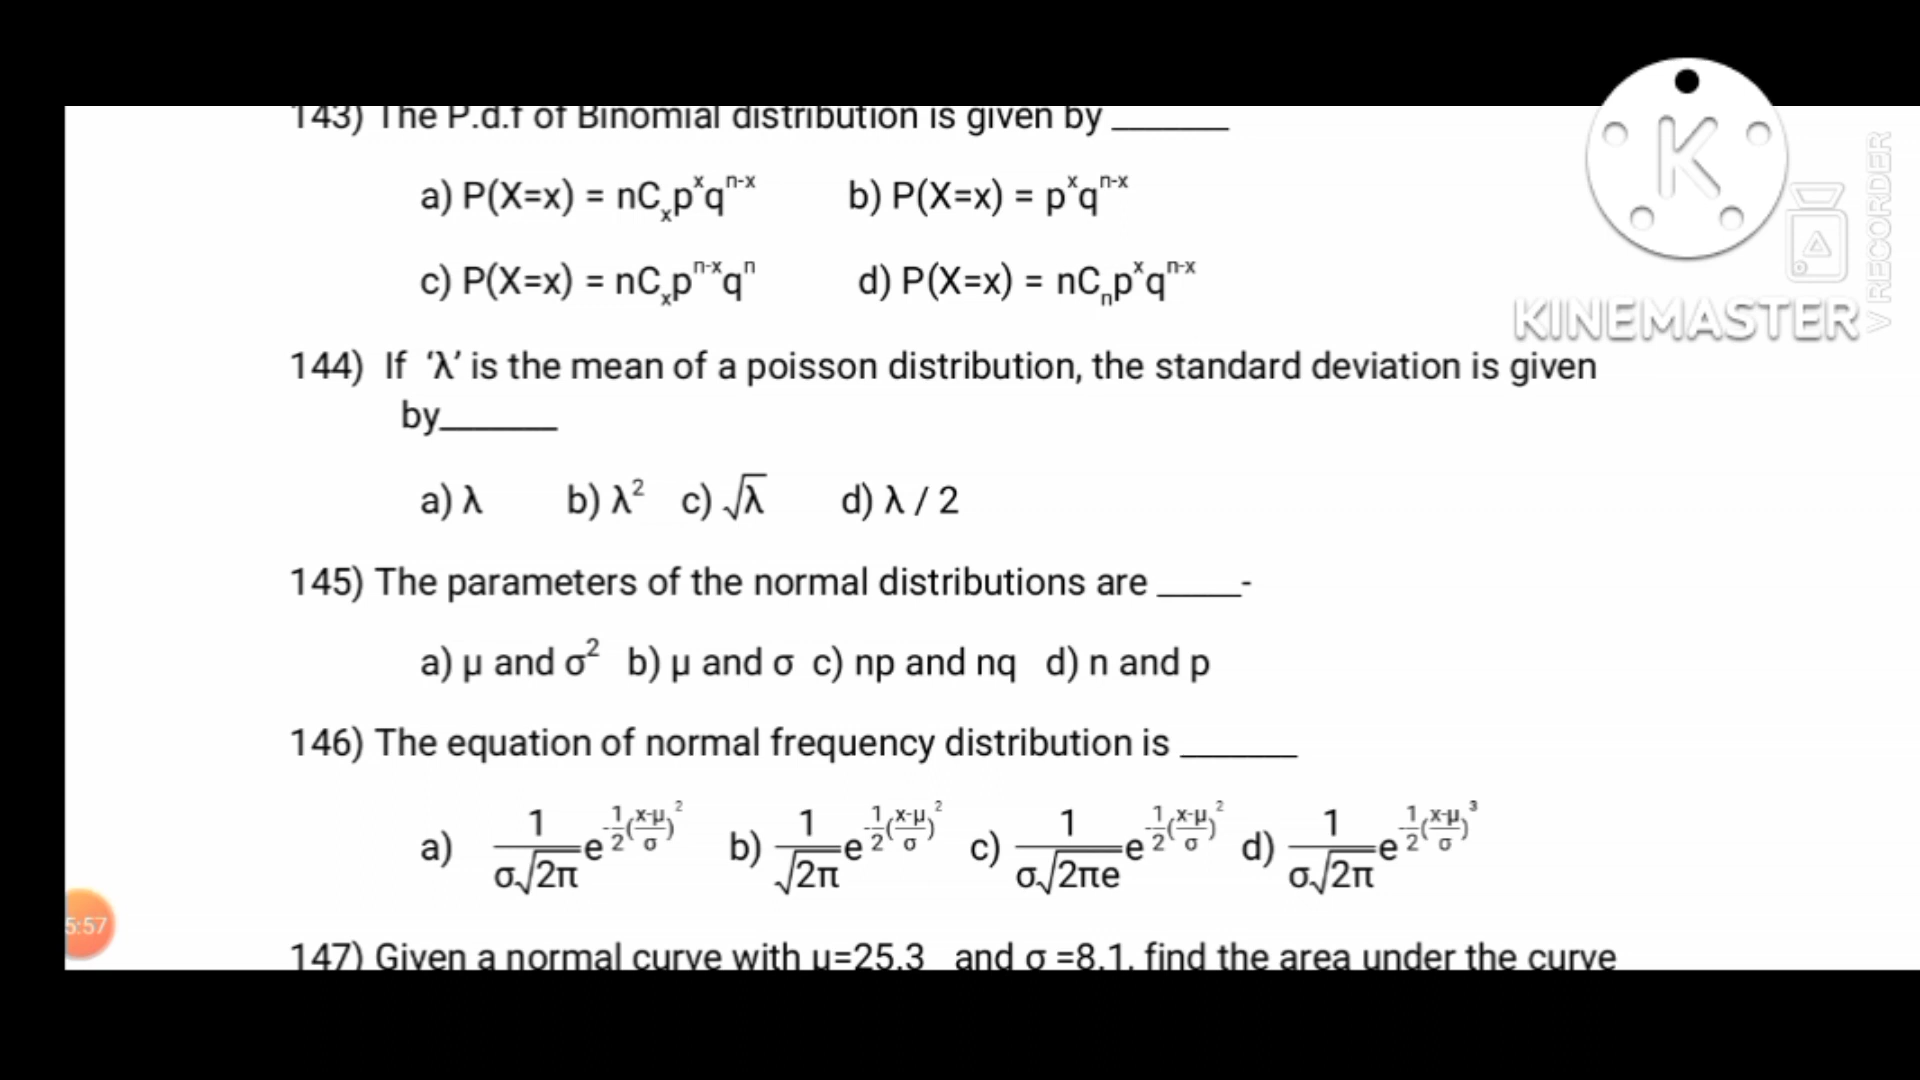 143) The P.d.f of Binomial distribution is given by ______
a) P(X=x) = nCₓpˣqⁿ⁻ˣ b) P(X=x) = pˣqⁿ⁻ˣ
c) P(X=x) = nCₓpⁿ⁻ˣqⁿ d) P(X=x) = nCₙpˣqⁿ⁻ˣ
144) If ‘λ’ is the mean of a poisson distribution, the standard deviation is given
by______
a) λ b) λ² c) √λ d) λ / 2
145) The parameters of the normal distributions are ____-
a) μ and σ² b) μ and σ c) np and nq d) n and p
146) The equation of normal frequency distribution is ______
a) 1/(σ√2π) e^(-1/2((x-μ)/σ)²) b) 1/(√2π) e^(-1/2((x-μ)/σ)²) c) 1/(σ√2πe) e^(-1/2((x-μ)/σ)²) d) 1/(σ√2π) e^(-1/2((x-μ)/σ)³)
147) Given a normal curve with μ=25.3 and σ =8.1, find the area under the curve
5:57
K
KINEMASTER
V RECORDER